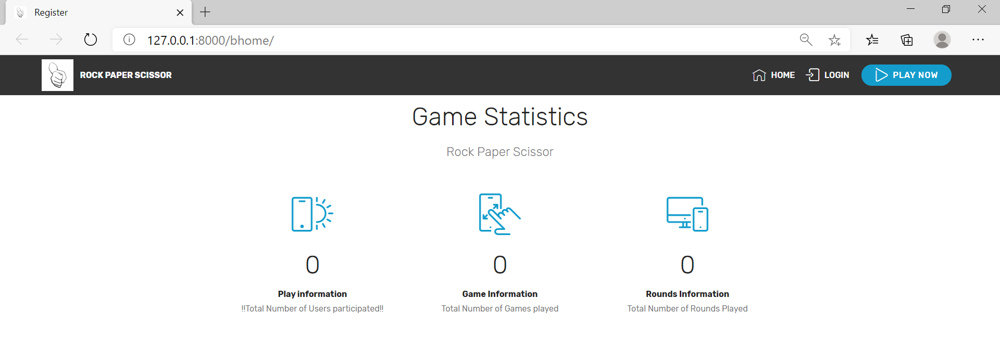 Register
127.0.0.1:8000/bhome/
ROCK PAPER SCISSOR
HOME
LOGIN
PLAY NOW
Game Statistics
Rock Paper Scissor
0
0
0
Play information
Game Information
Rounds Information
!!Total Number of Users participated!!
Total Number of Games played
Total Number of Rounds Played